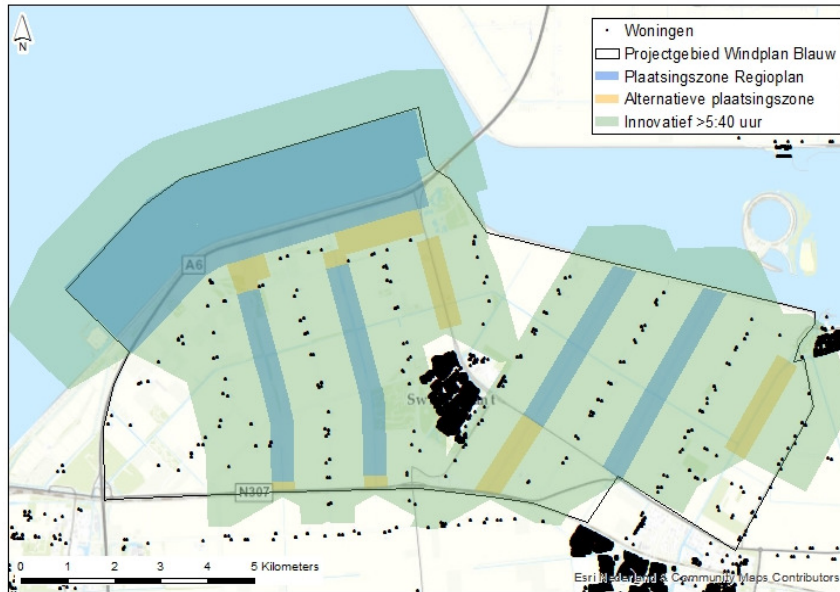 N
Woningen
Projectgebied Windplan Blauw
Plaatsingszone Regioplan
Alternatieve plaatsingszone
Innovatief >5:40 uur
A6
N307
0 1 2 3 4 5 Kilometers
Esri Nederland & Community Maps Contributors